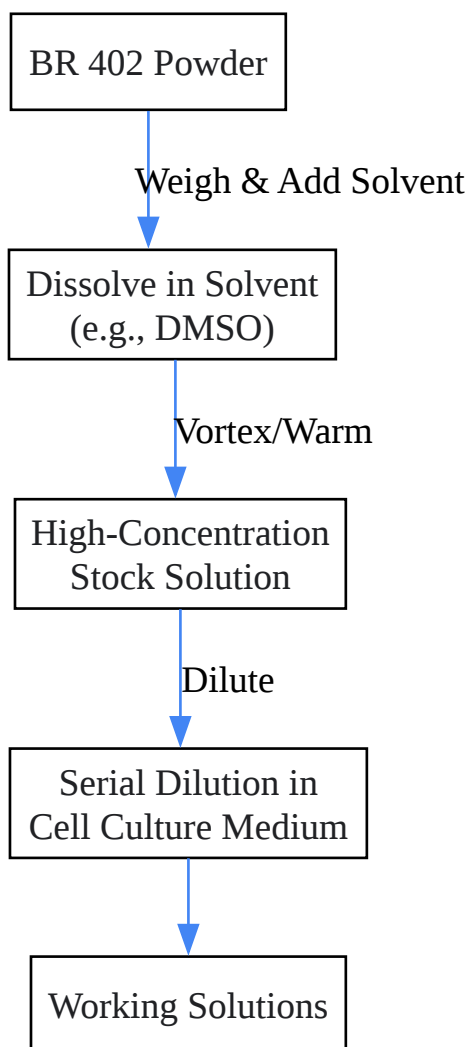 BR 402 Powder
Weigh & Add Solvent
Dissolve in Solvent
(e.g., DMSO)
Vortex/Warm
High-Concentration
Stock Solution
Dilute
Serial Dilution in
Cell Culture Medium
Working Solutions